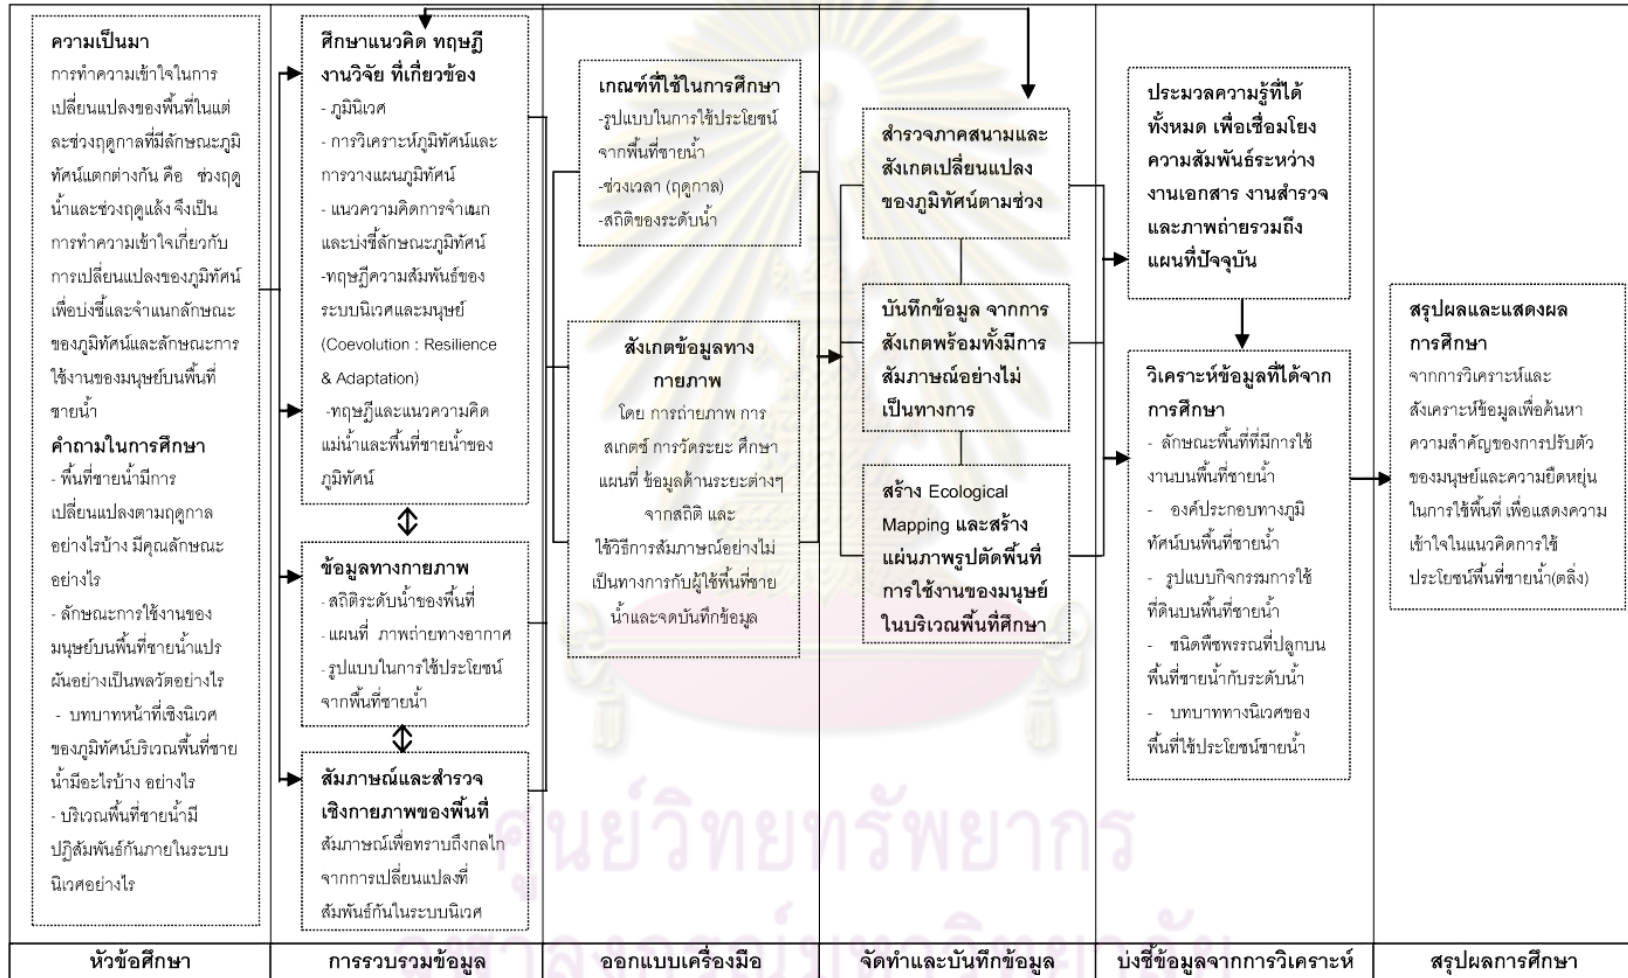 ความเป็นมา
การทำความเข้าใจในการ
เปลี่ยนแปลงของพื้นที่ในแต่
ละช่วงฤดูกาลที่มีลักษณะภูมิ
ทัศน์แตกต่างกัน คือ ช่วงฤดู
น้ำและช่วงฤดูแล้ง จึงเป็น
การทำความเข้าใจเกี่ยวกับ
การเปลี่ยนแปลงของภูมิทัศน์
เพื่อบ่งชี้และจำแนกลักษณะ
ของภูมิทัศน์และลักษณะการ
ใช้งานของมนุษย์บนพื้นที่
ชายน้ำ
คำถามในการศึกษา
- พื้นที่ชายน้ำมีการ
เปลี่ยนแปลงตามฤดูกาล
อย่างไรบ้าง มีคุณลักษณะ
อย่างไร
- ลักษณะการใช้งานของ
มนุษย์บนพื้นที่ชายน้ำแปร
ผันอย่างเป็นพลวัตอย่างไร
- บทบาทหน้าที่เชิงนิเวศ
ของภูมิทัศน์บริเวณพื้นที่ชาย
น้ำมีอะไรบ้าง อย่างไร
- บริเวณพื้นที่ชายน้ำมี
ปฏิสัมพันธ์กันภายในระบบ
นิเวศอย่างไร
หัวข้อศึกษา
ศึกษาแนวคิด ทฤษฎี
งานวิจัย ที่เกี่ยวข้อง
- ภูมินิเวศ
- การวิเคราะห์ภูมิทัศน์และ
การวางแผนภูมิทัศน์
- แนวความคิดการจำแนก
และบ่งชี้ลักษณะภูมิทัศน์
-ทฤษฎีความสัมพันธ์ของ
ระบบนิเวศและมนุษย์
(Coevolution : Resilience
& Adaptation)
-ทฤษฎีและแนวความคิด
แม่น้ำและพื้นที่ชายน้ำของ
ภูมิทัศน์
ข้อมูลทางกายภาพ
- สถิติระดับน้ำของพื้นที่
- แผนที่ ภาพถ่ายทางอากาศ
- รูปแบบในการใช้ประโยชน์
จากพื้นที่ชายน้ำ
สัมภาษณ์และสำรวจ
เชิงกายภาพของพื้นที่
สัมภาษณ์เพื่อทราบถึงกลไก
จากการเปลี่ยนแปลงที่
สัมพันธ์กันในระบบนิเวศ
การรวบรวมข้อมูล
เกณฑ์ที่ใช้ในการศึกษา
-รูปแบบในการใช้ประโยชน์
จากพื้นที่ชายน้ำ
-ช่วงเวลา (ฤดูกาล)
-สถิติของระดับน้ำ
สังเกตข้อมูลทาง
กายภาพ
โดย การถ่ายภาพ การ
สเกตซ์ การวัดระยะ ศึกษา
แผนที่ ข้อมูลด้านระยะต่างๆ
จากสถิติ และ
ใช้วิธีการสัมภาษณ์อย่างไม่
เป็นทางการกับผู้ใช้พื้นที่ชาย
น้ำและจดบันทึกข้อมูล
ออกแบบเครื่องมือ
สำรวจภาคสนามและ
สังเกตเปลี่ยนแปลง
ของภูมิทัศน์ตามช่วง
บันทึกข้อมูล จากการ
สังเกตพร้อมทั้งมีการ
สัมภาษณ์อย่างไม่
เป็นทางการ
สร้าง Ecological
Mapping และสร้าง
แผ่นภาพรูปตัดพื้นที่
การใช้งานของมนุษย์
ในบริเวณพื้นที่ศึกษา
จัดทำและบันทึกข้อมูล
ประมวลความรู้ที่ได้
ทั้งหมด เพื่อเชื่อมโยง
ความสัมพันธ์ระหว่าง
งานเอกสาร งานสำรวจ
และภาพถ่ายรวมถึง
แผนที่ปัจจุบัน
วิเคราะห์ข้อมูลที่ได้จาก
การศึกษา
- ลักษณะพื้นที่ที่มีการใช้
งานบนพื้นที่ชายน้ำ
- องค์ประกอบทางภูมิ
ทัศน์บนพื้นที่ชายน้ำ
- รูปแบบกิจกรรมการใช้
ที่ดินบนพื้นที่ชายน้ำ
- ชนิดพืชพรรณที่ปลูกบน
พื้นที่ชายน้ำกับระดับน้ำ
- บทบาททางนิเวศของ
พื้นที่ใช้ประโยชน์ชายน้ำ
บ่งชี้ข้อมูลจากการวิเคราะห์
สรุปผลและแสดงผล
การศึกษา
จากการวิเคราะห์และ
สังเคราะห์ข้อมูลเพื่อค้นหา
ความสำคัญของการปรับตัว
ของมนุษย์และความยืดหยุ่น
ในการใช้พื้นที่ เพื่อแสดงความ
เข้าใจในแนวคิดการใช้
ประโยชน์พื้นที่ชายน้ำ(ตลิ่ง)
สรุปผลการศึกษา
ศูนย์วิทยทรัพยากร
จุฬาลงกรณ์มหาวิทยาลัย